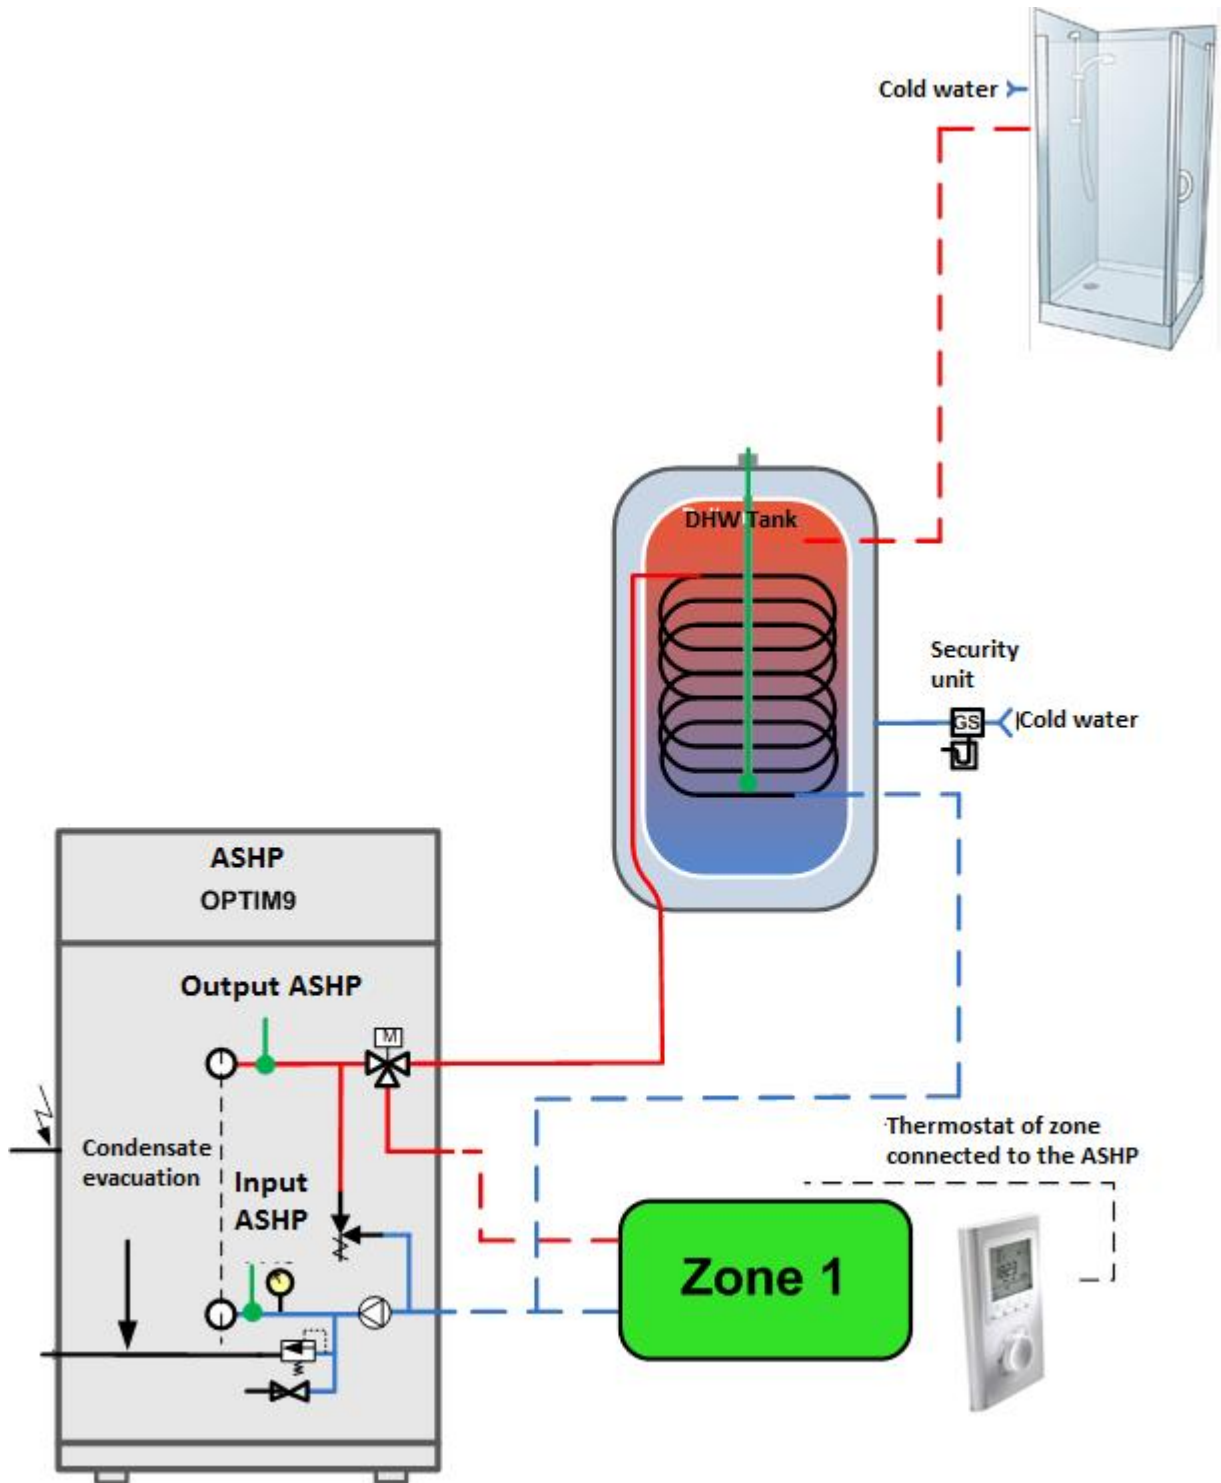 Cold water
DHW Tank
Security
unit
GS
Cold water
ASHP
OPTIM9
Output ASHP
M
Thermostat of zone
connected to the ASHP
Condensate
evacuation
Input
ASHP
Zone 1